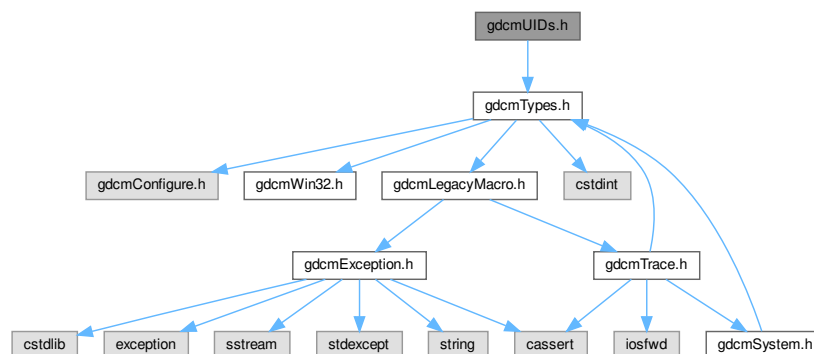 gdcmUIDs.h
gdcmTypes.h
gdcmConfigure.h
gdcmWin32.h
gdcmLegacyMacro.h
cstdint
gdcmException.h
gdcmTrace.h
cstdlib
exception
sstream
stdexcept
string
cassert
iosfwd
gdcmSystem.h